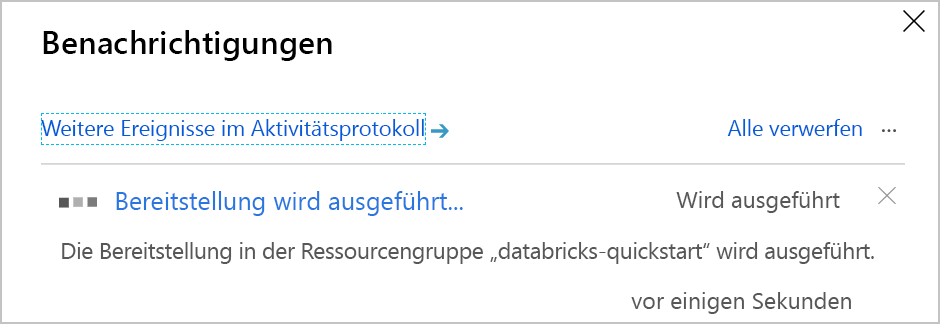 Benachrichtigungen
Weitere Ereignisse im Aktivitätsprotokoll → Alle verwerfen ...
Bereitstellung wird ausgeführt... Wird ausgeführt
Die Bereitstellung in der Ressourcengruppe „databricks-quickstart“ wird ausgeführt.
vor einigen Sekunden